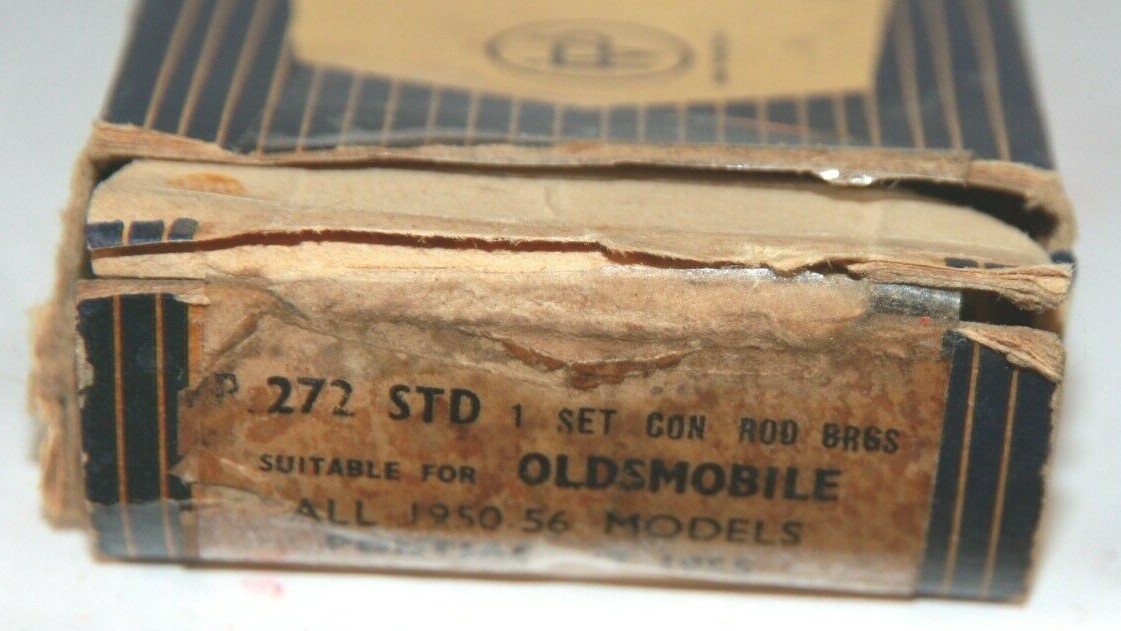 P. 272 STD 1 SET CON ROD BRGS
SUITABLE FOR OLDSMOBILE
ALL 1950-56 MODELS